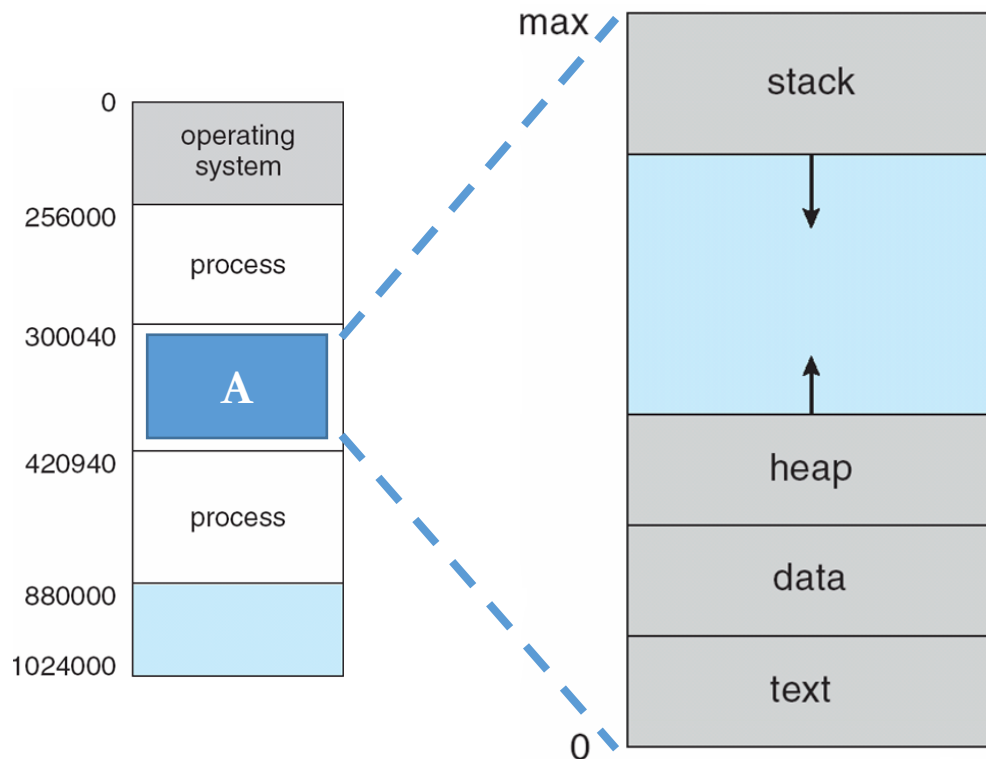 0
operating
system
256000
process
300040
A
420940
process
880000
1024000
max
stack
heap
data
text
0